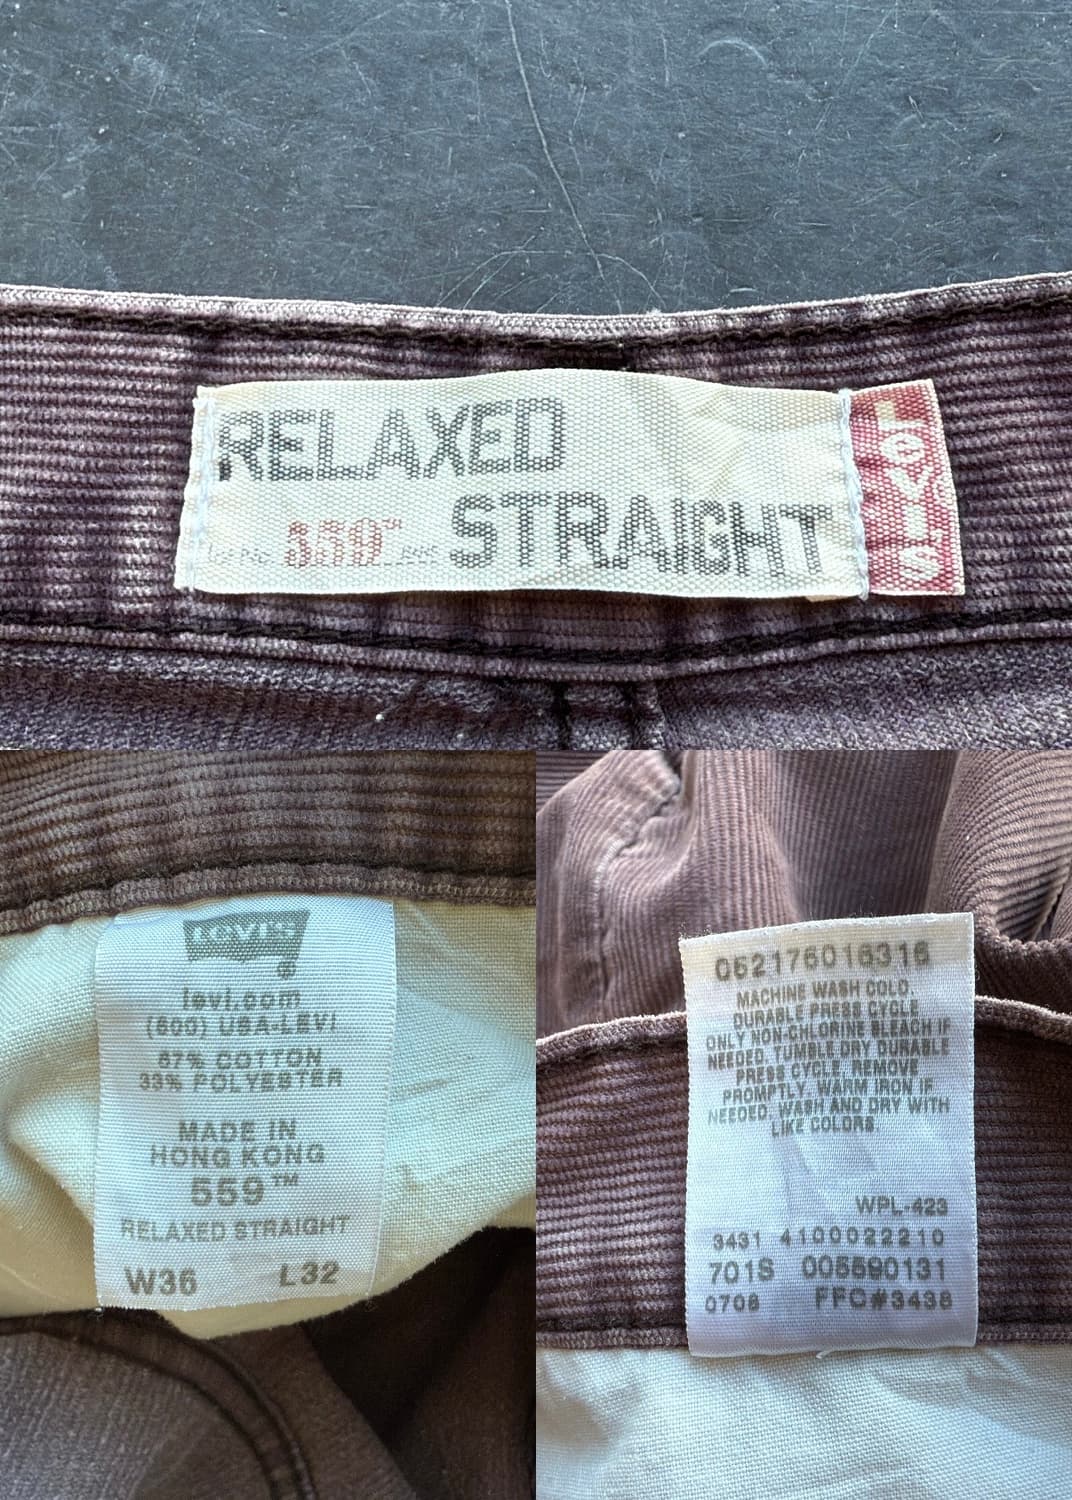 RELAXED
559™
STRAIGHT
Levi's
LEVI'S
®
levi.com
(800) USA-LEVI
67% COTTON
33% POLYESTER
MADE IN
HONG KONG
559™
RELAXED STRAIGHT
W36 L32
052176016316
MACHINE WASH COLD,
DURABLE PRESS CYCLE
ONLY NON-CHLORINE BLEACH IF
NEEDED. TUMBLE DRY DURABLE
PRESS CYCLE, REMOVE
PROMPTLY, WARM IRON IF
NEEDED. WASH AND DRY WITH
LIKE COLORS.
WPL-423
3431 4100022210
701S 005590131
0708 FFC#3438